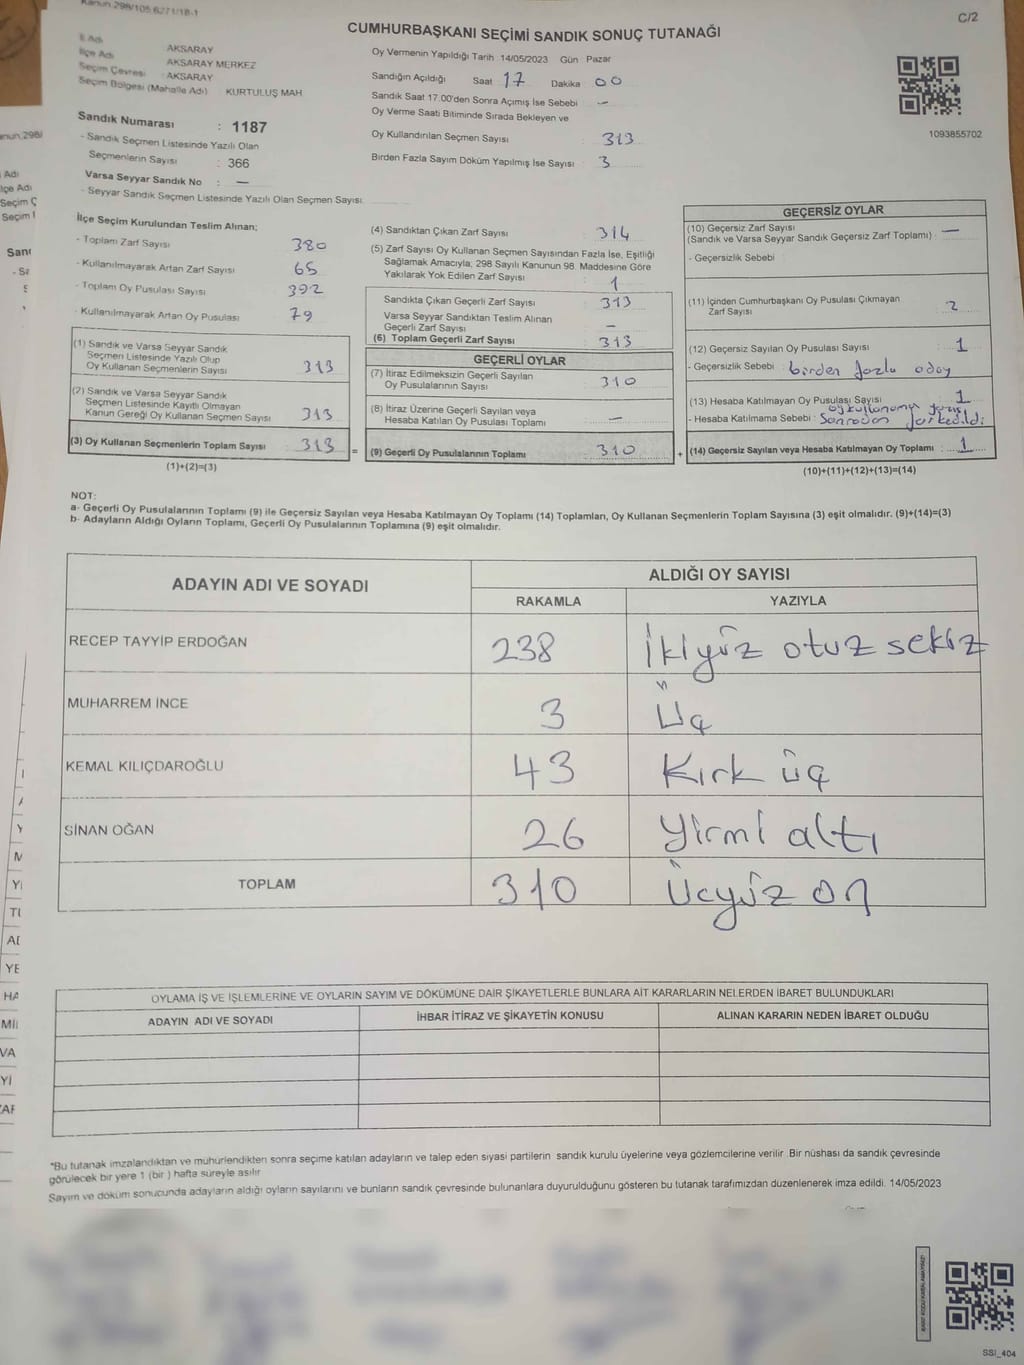 Kanun.298/105.6271/18-1
C/2
CUMHURBAŞKANI SEÇİMİ SANDIK SONUÇ TUTANAĞI
İl Adı : AKSARAY
İlçe Adı : AKSARAY MERKEZ
Seçim Çevresi : AKSARAY
Seçim Bölgesi (Mahalle Adı) : KURTULUŞ MAH
Oy Vermenin Yapıldığı Tarih 14/05/2023 Gün Pazar
Sandığın Açıldığı Saat 17 Dakika 00
Sandık Saat 17.00'den Sonra Açımış İse Sebebi —
Oy Verme Saati Bitiminde Sırada Bekleyen ve
Oy Kullandırılan Seçmen Sayısı 313
Birden Fazla Sayım Döküm Yapılmış İse Sayısı 3
1093855702
Sandık Numarası : 1187
- Sandık Seçmen Listesinde Yazılı Olan
Seçmenlerin Sayısı : 366
Varsa Seyyar Sandık No : —
- Seyyar Sandık Seçmen Listesinde Yazılı Olan Seçmen Sayısı
İlçe Seçim Kurulundan Teslim Alınan;
- Toplam Zarf Sayısı 380
- Kullanılmayarak Artan Zarf Sayısı 65
- Toplam Oy Pusulası Sayısı 392
- Kullanılmayarak Artan Oy Pusulası 79
(1) Sandık ve Varsa Seyyar Sandık
Seçmen Listesinde Yazılı Olup
Oy Kullanan Seçmenlerin Sayısı 313
(2) Sandık ve Varsa Seyyar Sandık
Seçmen Listesinde Kayıtlı Olmayan
Kanun Gereği Oy Kullanan Seçmen Sayısı 313
(3) Oy Kullanan Seçmenlerin Toplam Sayısı 313 =
(1)+(2)=(3)
(4) Sandıktan Çıkan Zarf Sayısı 314
(5) Zarf Sayısı Oy Kullanan Seçmen Sayısından Fazla İse, Eşitliği
Sağlamak Amacıyla; 298 Sayılı Kanunun 98. Maddesine Göre
Yakılarak Yok Edilen Zarf Sayısı 1
Sandıkta Çıkan Geçerli Zarf Sayısı 313
Varsa Seyyar Sandıktan Teslim Alınan
Geçerli Zarf Sayısı —
(6) Toplam Geçerli Zarf Sayısı 313
GEÇERLİ OYLAR
(7) İtiraz Edilmeksizin Geçerli Sayılan
Oy Pusulalarının Sayısı 310
(8) İtiraz Üzerine Geçerli Sayılan veya
Hesaba Katılan Oy Pusulası Toplamı —
(9) Geçerli Oy Pusulalarının Toplamı 310 +
GEÇERSİZ OYLAR
(10) Geçersiz Zarf Sayısı
(Sandık ve Varsa Seyyar Sandık Geçersiz Zarf Toplamı) —
- Geçersizlik Sebebi
(11) İçinden Cumhurbaşkanı Oy Pusulası Çıkmayan
Zarf Sayısı 2
(12) Geçersiz Sayılan Oy Pusulası Sayısı 1
- Geçersizlik Sebebi : birden fazla aday
(13) Hesaba Katılmayan Oy Pusulası Sayısı 1
- Hesaba Katılmama Sebebi : sonradan farkedildi
(14) Geçersiz Sayılan veya Hesaba Katılmayan Oy Toplamı 1
(10)+(11)+(12)+(13)=(14)
NOT:
a- Geçerli Oy Pusulalarının Toplamı (9) ile Geçersiz Sayılan veya Hesaba Katılmayan Oy Toplamı (14) Toplamları, Oy Kullanan Seçmenlerin Toplam Sayısına (3) eşit olmalıdır. (9)+(14)=(3)
b- Adayların Aldığı Oyların Toplamı, Geçerli Oy Pusulalarının Toplamına (9) eşit olmalıdır.
ADAYIN ADI VE SOYADI ALDIĞI OY SAYISI
RAKAMLA YAZIYLA
RECEP TAYYİP ERDOĞAN 238 İkiyüz otuz sekiz
MUHARREM İNCE 3 Üç
KEMAL KILIÇDAROĞLU 43 Kırk üç
SİNAN OĞAN 26 yirmi altı
TOPLAM 310 Üçyüz on
OYLAMA İŞ VE İŞLEMLERİNE VE OYLARIN SAYIM VE DÖKÜMÜNE DAİR ŞİKAYETLERLE BUNLARA AİT KARARLARIN NELERDEN İBARET BULUNDUKLARI
ADAYIN ADI VE SOYADI İHBAR İTİRAZ VE ŞİKAYETİN KONUSU ALINAN KARARIN NEDEN İBARET OLDUĞU
*Bu tutanak imzalandıktan ve mühürlendikten sonra seçime katılan adayların ve talep eden siyasi partilerin sandık kurulu üyelerine veya gözlemcilerine verilir. Bir nüshası da sandık çevresinde
görülecek bir yere 1 (bir) hafta süreyle asılır
Sayım ve döküm sonucunda adayların aldığı oyların sayılarını ve bunların sandık çevresinde bulunanlara duyurulduğunu gösteren bu tutanak tarafımızdan düzenlenerek imza edildi. 14/05/2023
SSI_404